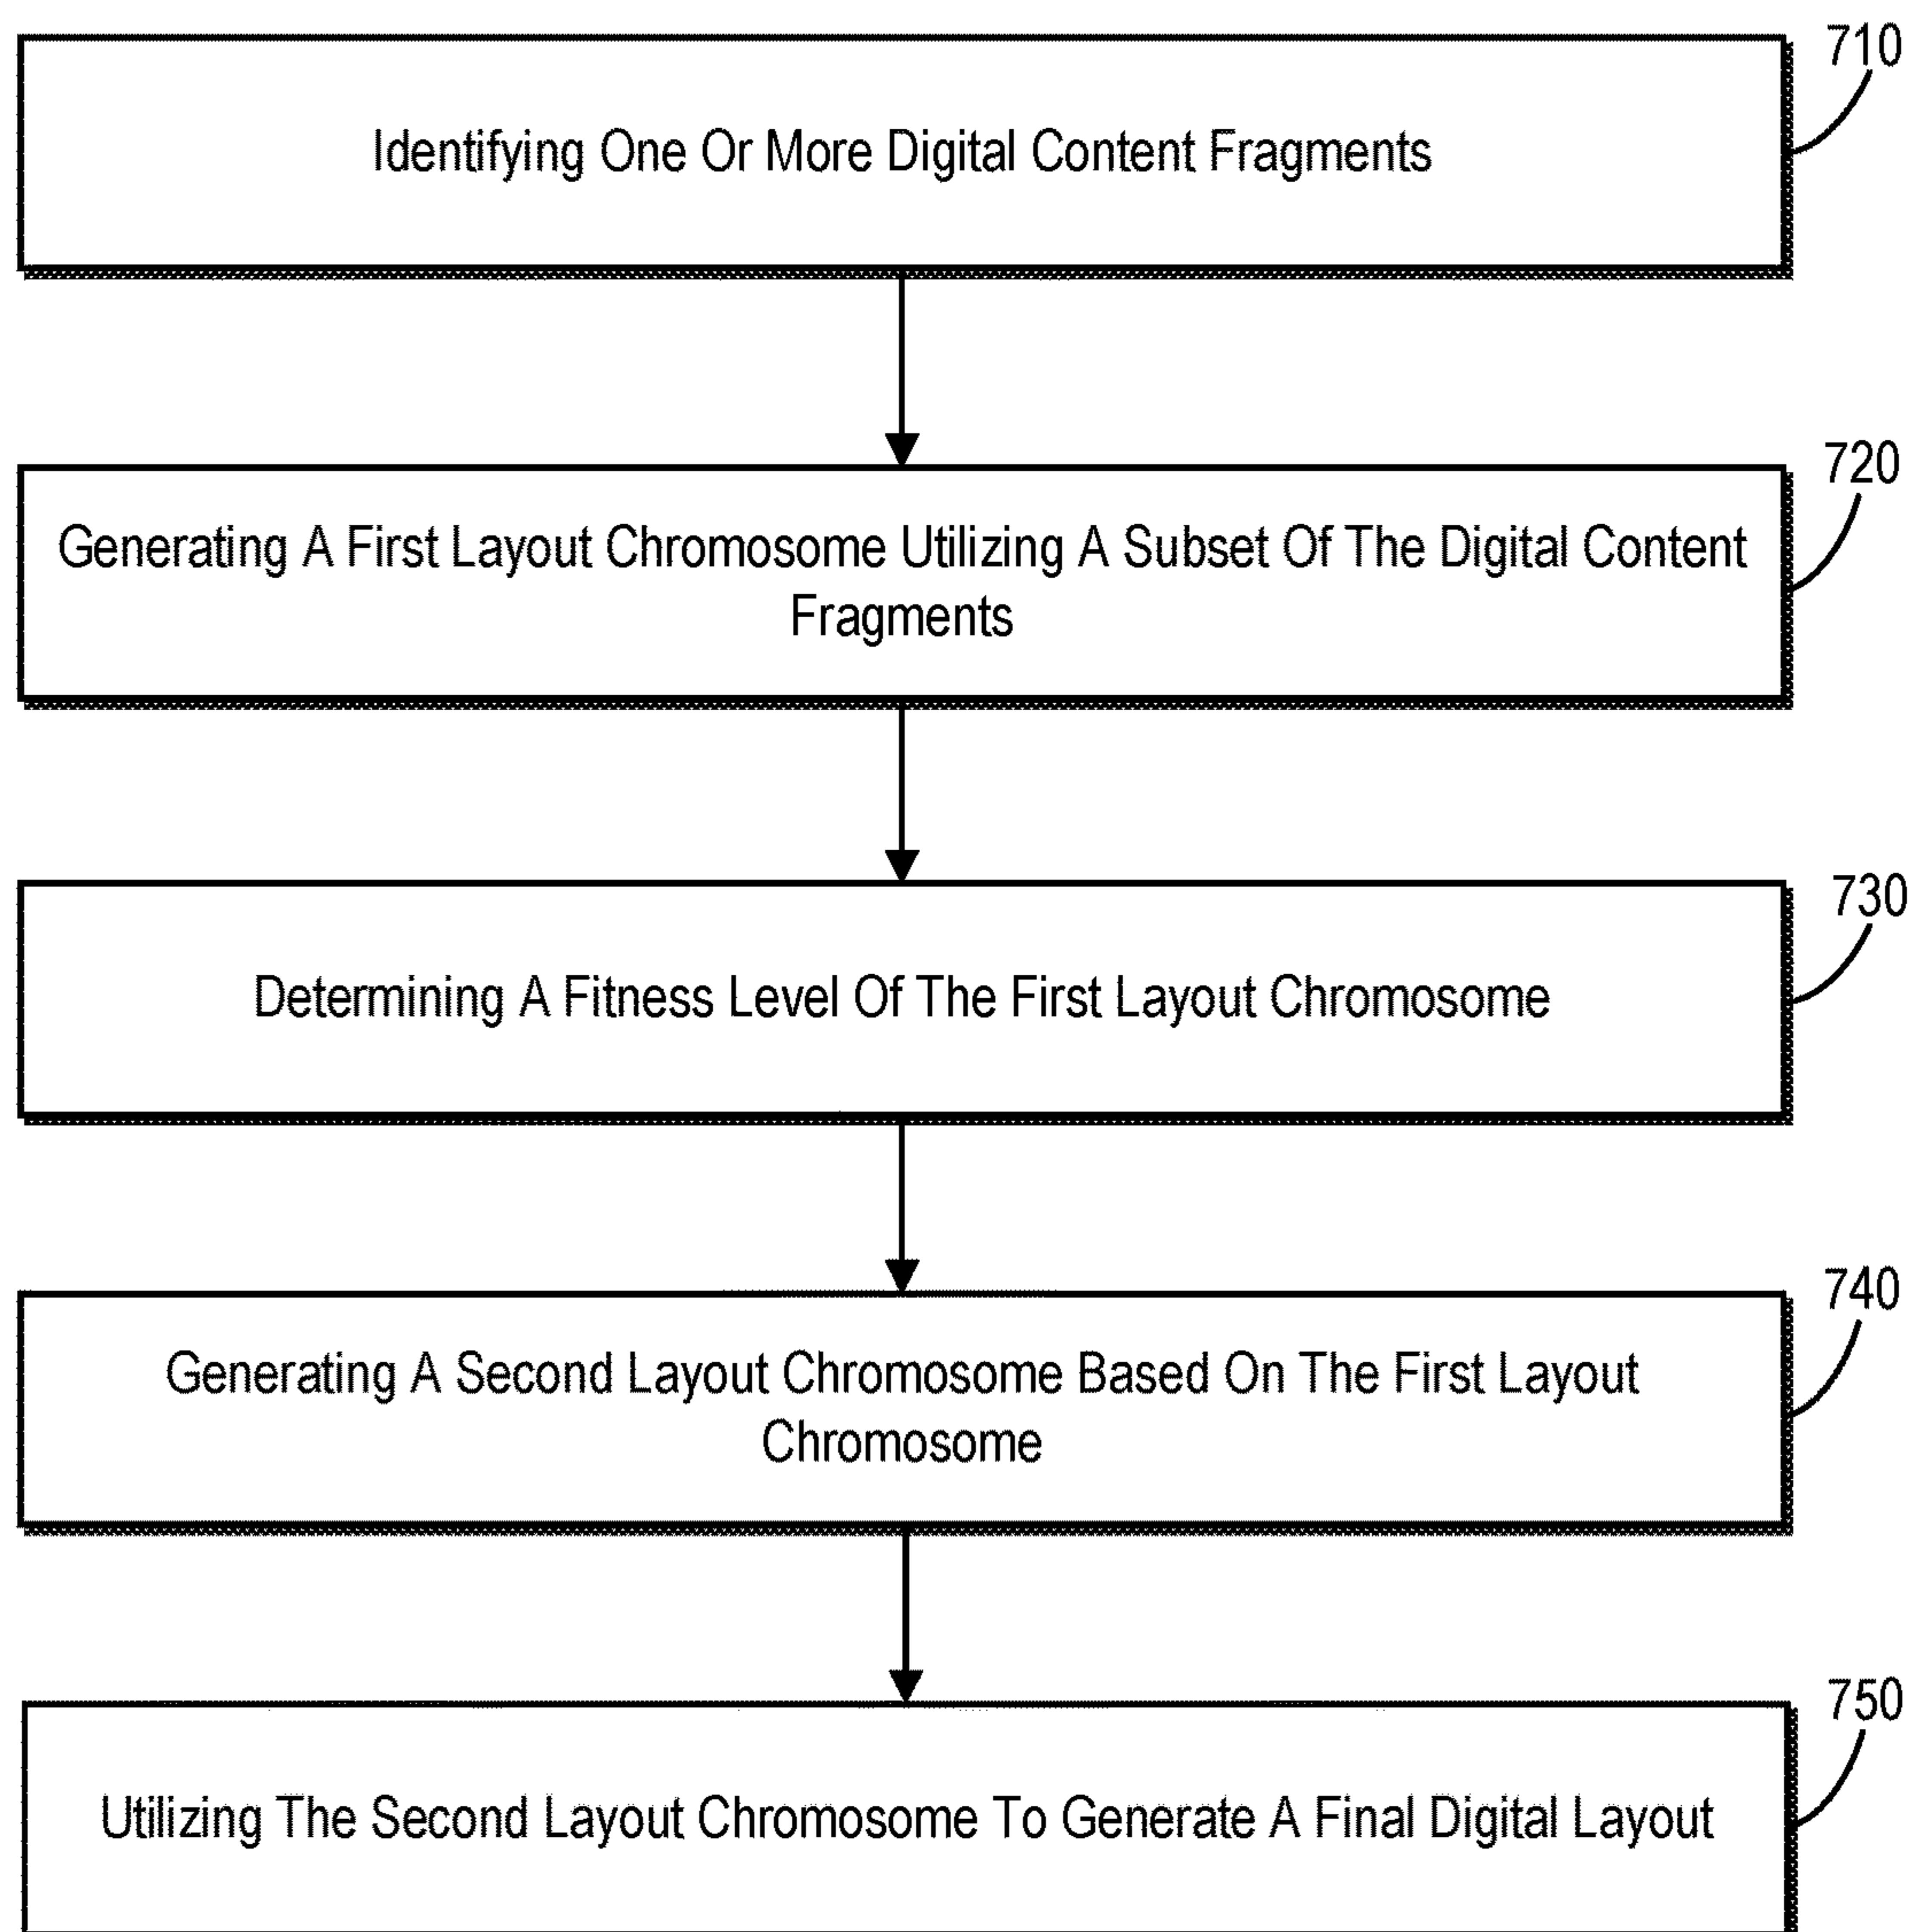 710
Identifying One Or More Digital Content Fragments
720
Generating A First Layout Chromosome Utilizing A Subset Of The Digital Content
Fragments
730
Determining A Fitness Level Of The First Layout Chromosome
740
Generating A Second Layout Chromosome Based On The First Layout
Chromosome
750
Utilizing The Second Layout Chromosome To Generate A Final Digital Layout